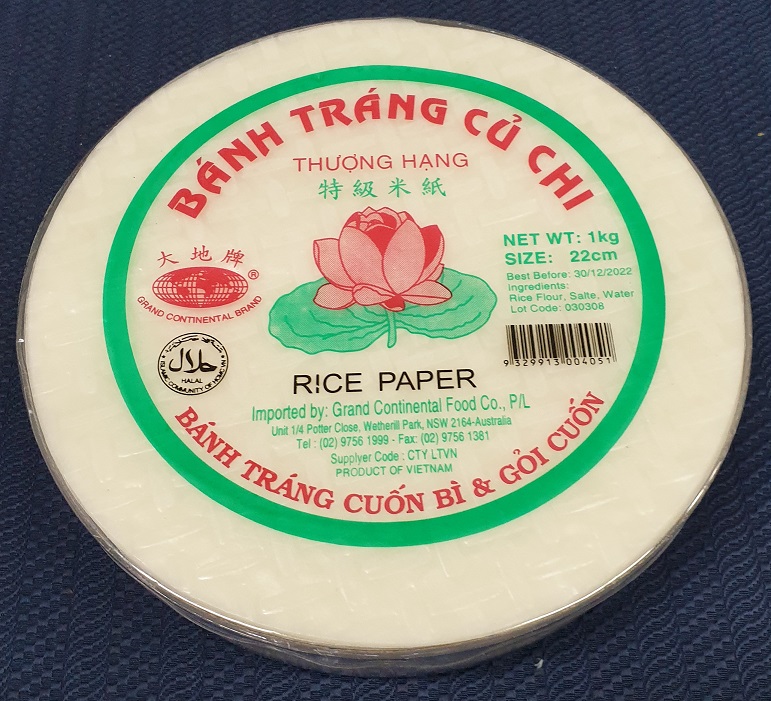 BÁNH TRÁNG CỦ CHI
THƯỢNG HẠNG
特級米紙
大地牌
®
GRAND CONTINENTAL BRAND
NET WT: 1kg
SIZE: 22cm
Best Before: 30/12/2022
Ingredients:
Rice Flour, Salte, Water
Lot Code: 030308
9 329913 004051
حلال
HALAL
ISLAMIC COMMUNITY OF
RICE PAPER
Imported by: Grand Continental Food Co., P/L
Unit 1/4 Potter Close, Wetherill Park, NSW 2164-Australia
Tel : (02) 9756 1999 - Fax: (02) 9756 1381
Supplyer Code : CTY LTVN
PRODUCT OF VIETNAM
BÁNH TRÁNG CUỐN BÌ & GỎI CUỐN